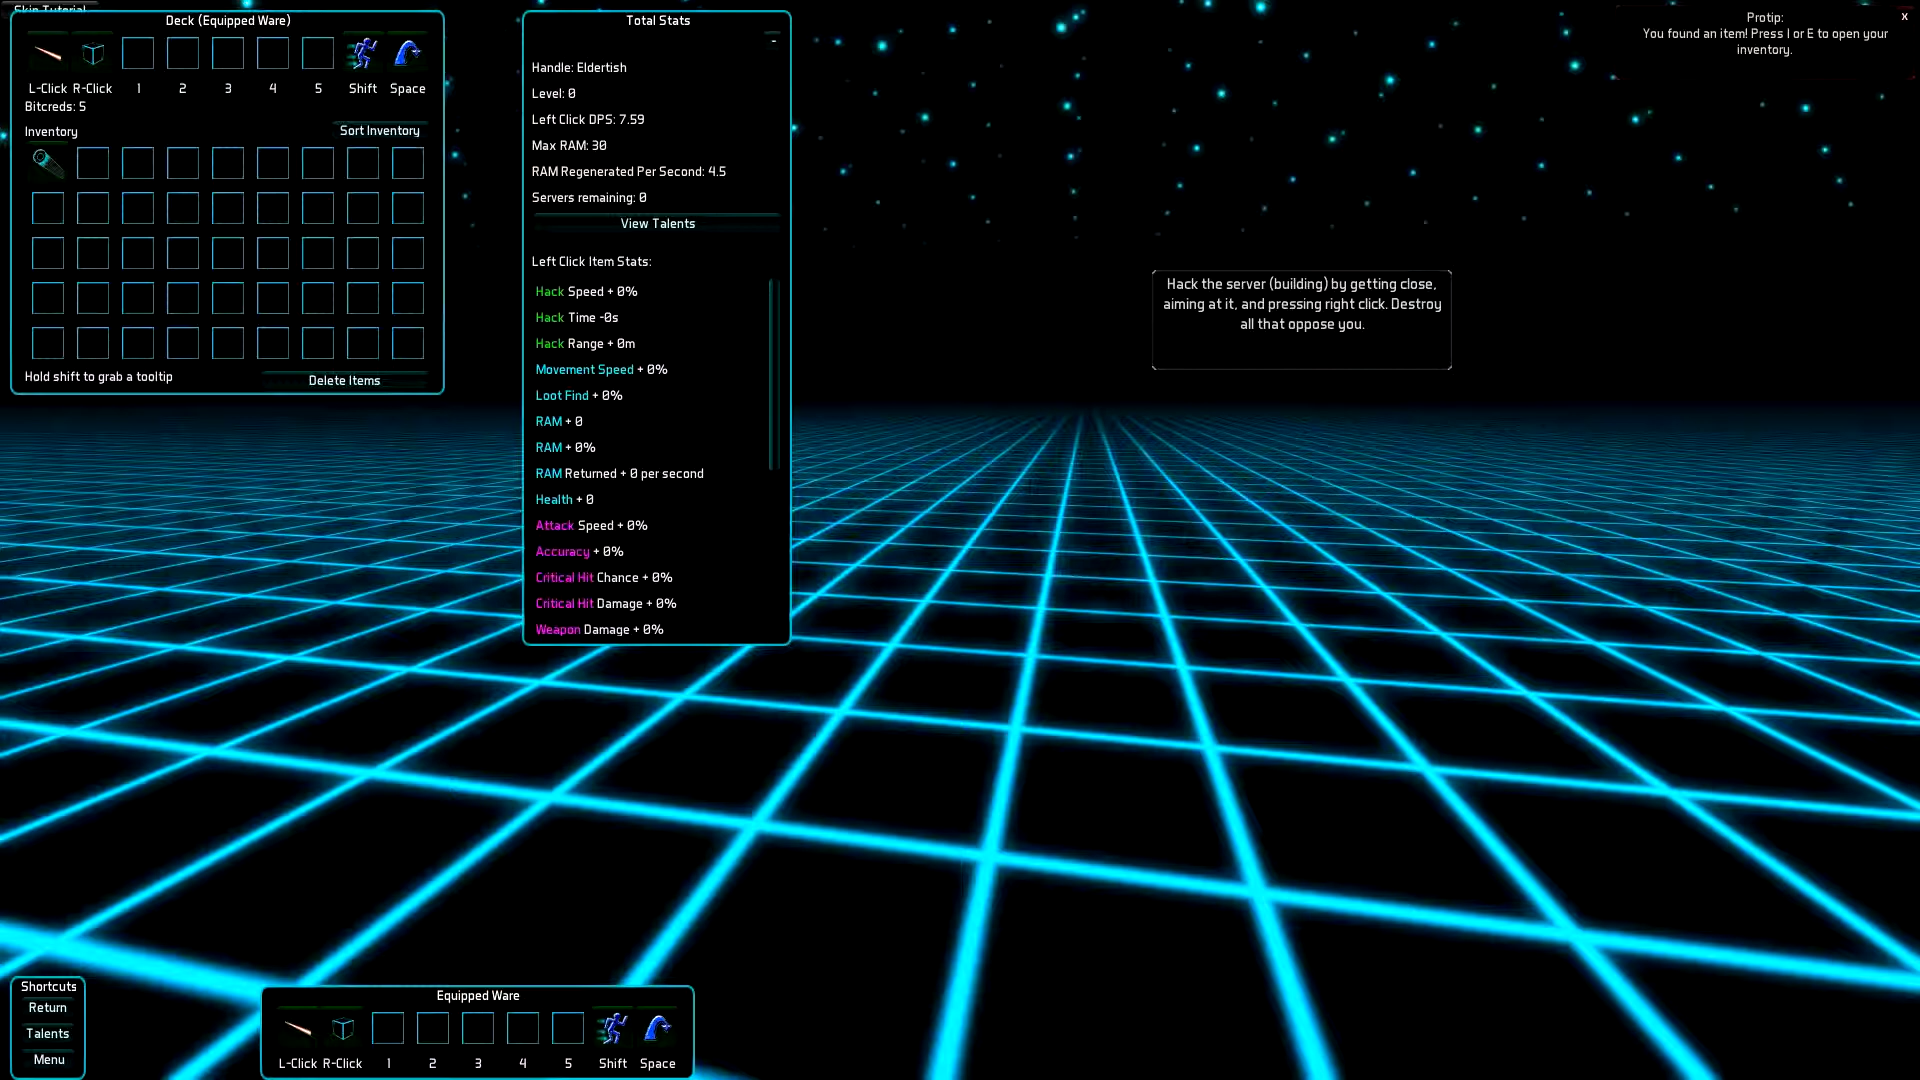 Skip Tutorial
Deck (Equipped Ware)
L-Click R-Click 1 2 3 4 5 Shift Space
Bitcreds: 5
Inventory
Sort Inventory
Hold shift to grab a tooltip
Delete Items
Total Stats
-
Handle: Eldertish
Level: 0
Left Click DPS: 7.59
Max RAM: 30
RAM Regenerated Per Second: 4.5
Servers remaining: 0
View Talents
Left Click Item Stats:
Hack Speed + 0%
Hack Time -0s
Hack Range + 0m
Movement Speed + 0%
Loot Find + 0%
RAM + 0
RAM + 0%
RAM Returned + 0 per second
Health + 0
Attack Speed + 0%
Accuracy + 0%
Critical Hit Chance + 0%
Critical Hit Damage + 0%
Weapon Damage + 0%
Protip:
X
You found an item! Press I or E to open your
inventory.
Hack the server (building) by getting close,
aiming at it, and pressing right click. Destroy
all that oppose you.
Shortcuts
Return
Talents
Menu
Equipped Ware
L-Click R-Click 1 2 3 4 5 Shift Space